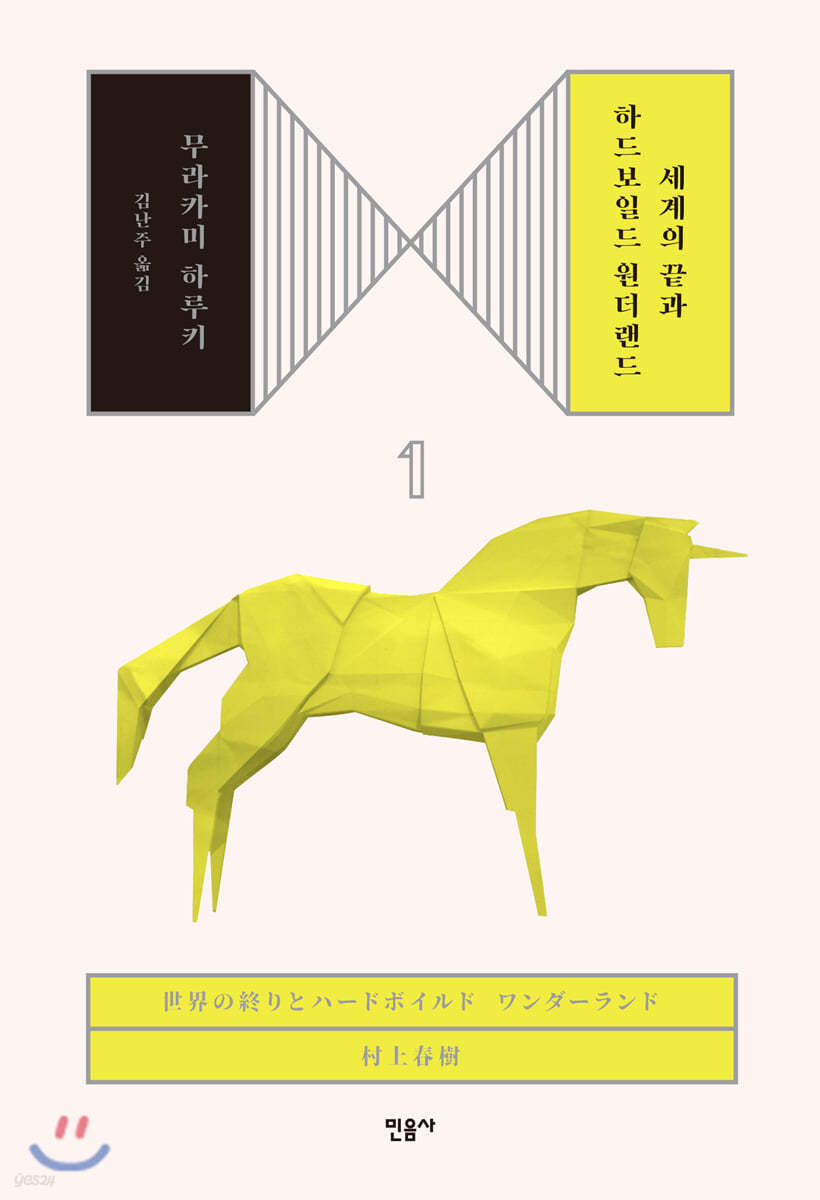 세계의 끝과
하드보일드 원더랜드
무라카미 하루키
김난주 옮김
1
世界の終りとハードボイルド ワンダーランド
村上春樹
민음사
yes24